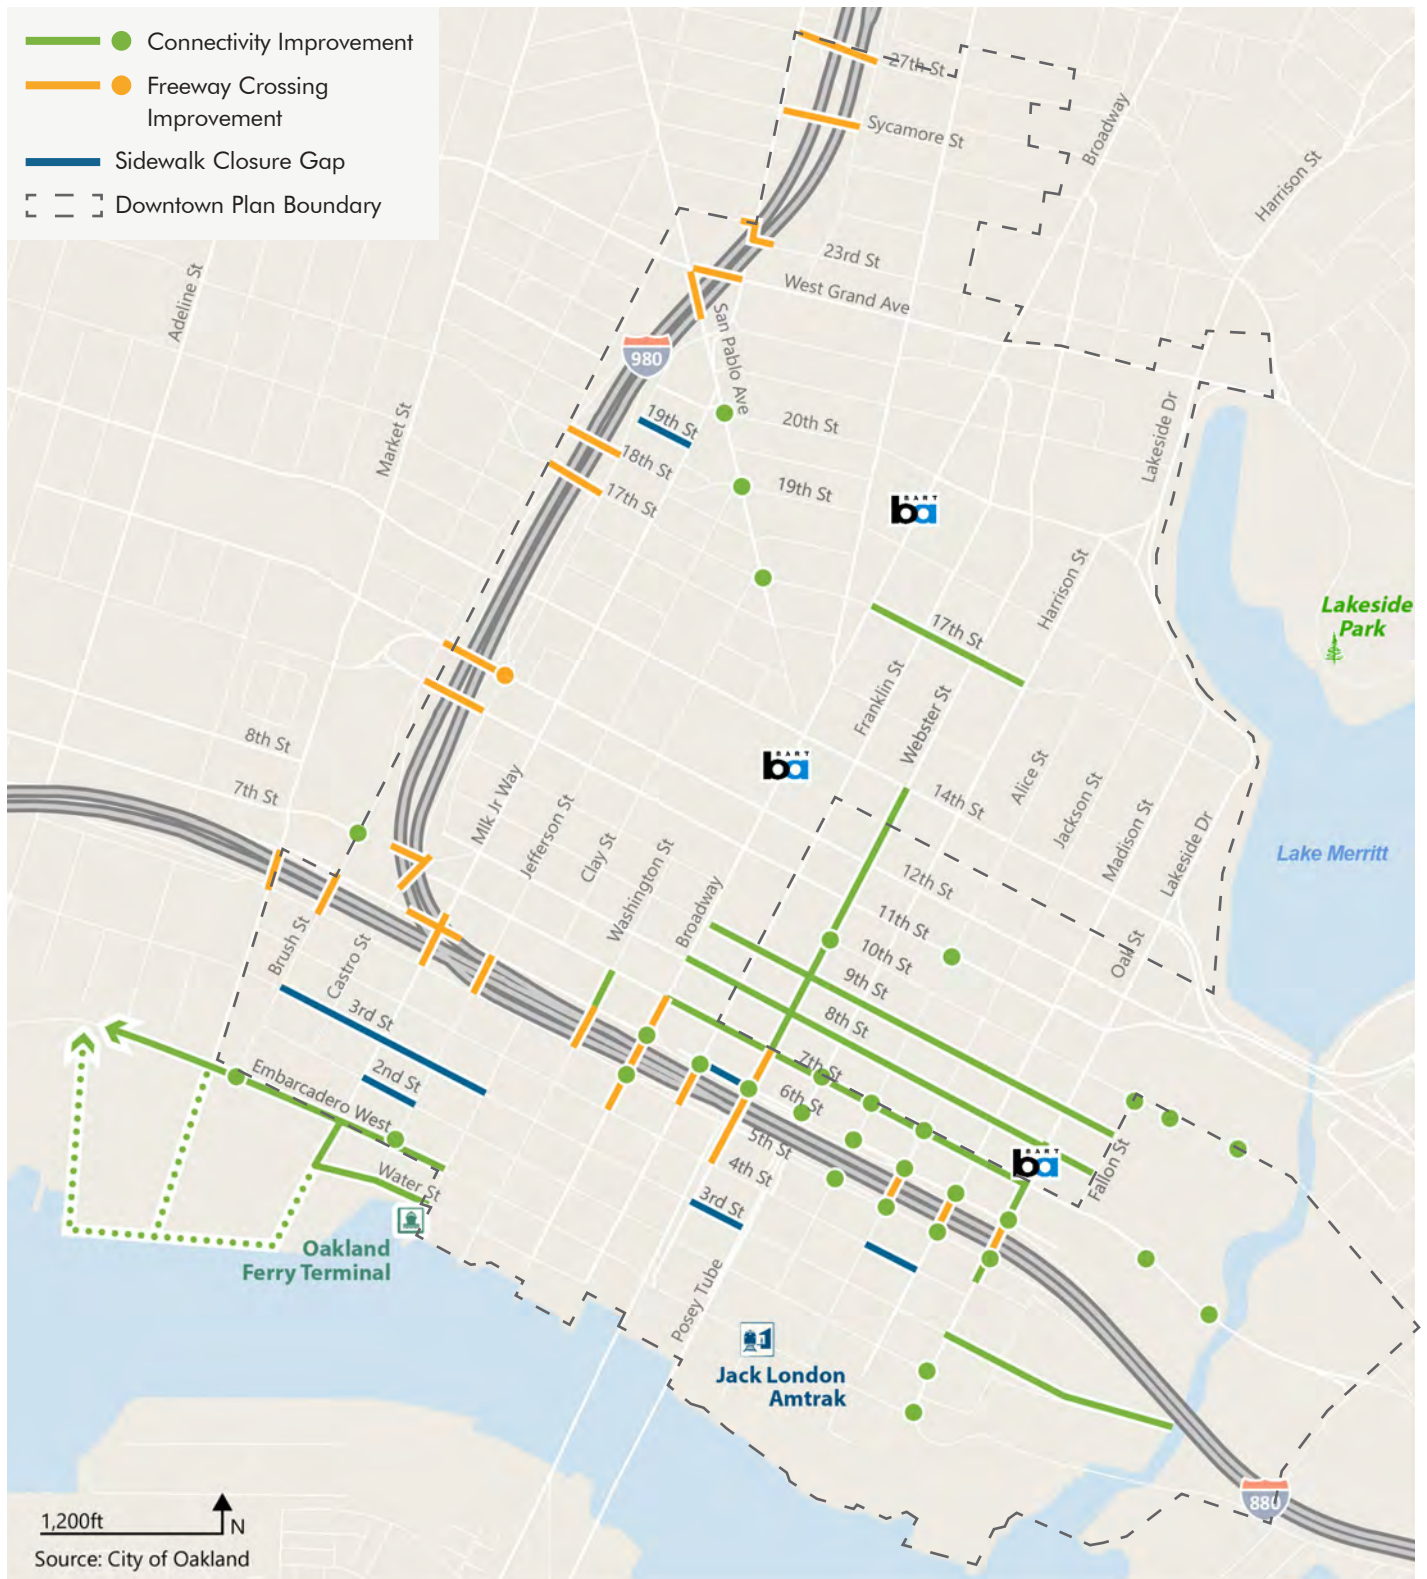 Connectivity Improvement
Freeway Crossing
Improvement
Sidewalk Closure Gap
Downtown Plan Boundary
27th St
Sycamore St
Broadway
Harrison St
23rd St
West Grand Ave
Adeline St
San Pablo Ave
980
Market St
19th St
20th St
18th St
17th St
19th St
Lakeside Dr
BART
ba
Harrison St
Lakeside
Park
17th St
Franklin St
Webster St
8th St
7th St
BART
ba
Mlk Jr Way
Jefferson St
Clay St
Washington St
Broadway
14th St
Alice St
Jackson St
Madison St
Lakeside Dr
Lake Merritt
12th St
11th St
10th St
9th St
8th St
Oak St
Brush St
Castro St
3rd St
2nd St
Embarcadero West
Water St
7th St
6th St
5th St
4th St
3rd St
BART
ba
Fallon St
Oakland
Ferry Terminal
Posey Tube
Jack London
Amtrak
880
1,200ft
N
Source: City of Oakland